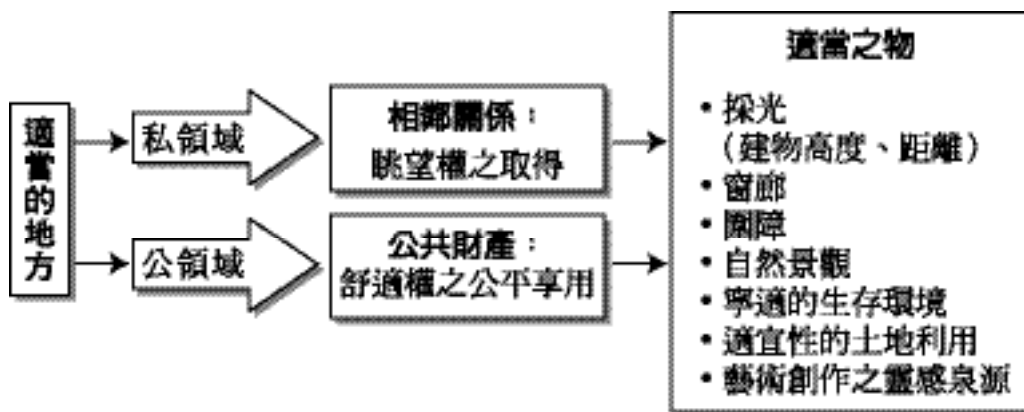 適當的地方
私領域
相鄰關係：
眺望權之取得
公領域
公共財產：
舒適權之公平享用
適當之物
•採光
（建物高度、距離）
•窗廊
•圍障
•自然景觀
•寧適的生存環境
•適宜性的土地利用
•藝術創作之靈感泉源